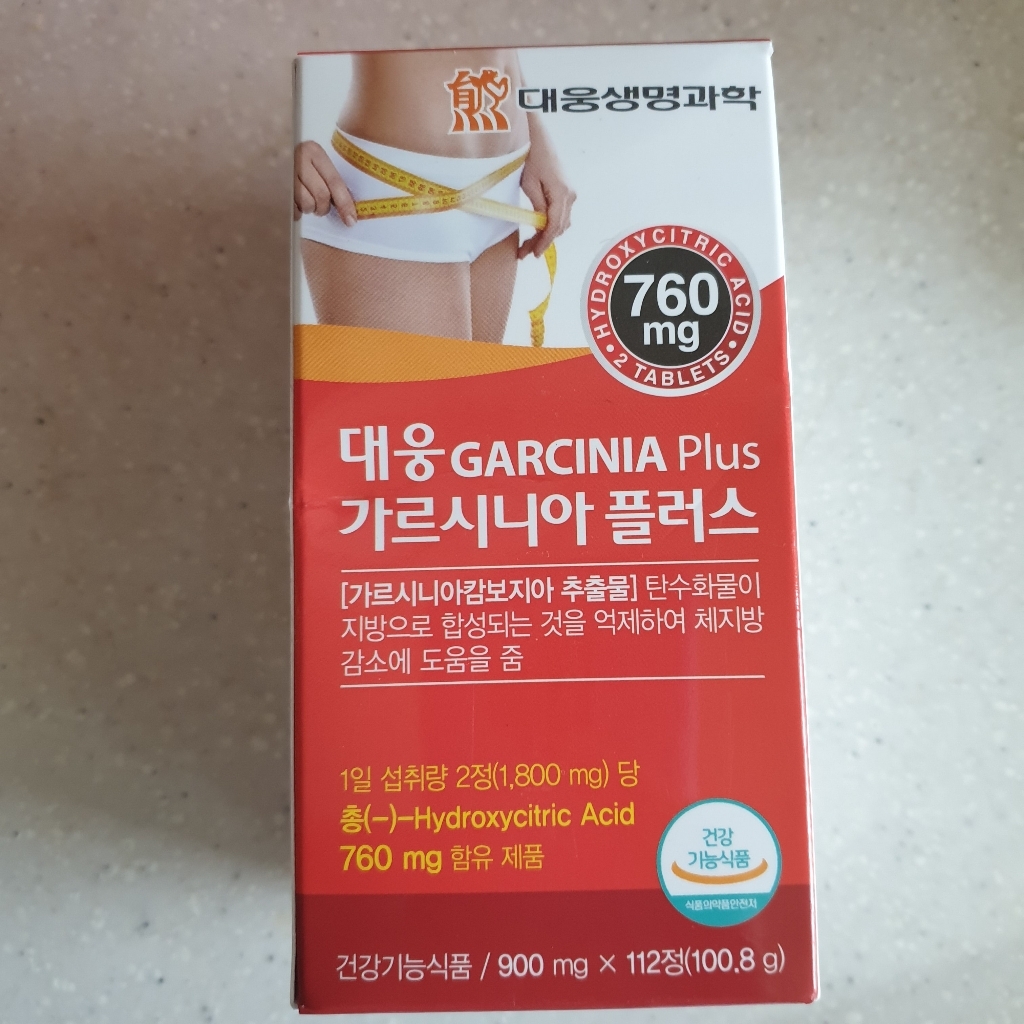 대웅생명과학
HYDROXYCITRIC ACID
760
mg
2 TABLETS
대웅 GARCINIA Plus
가르시니아 플러스
[가르시니아캄보지아 추출물] 탄수화물이
지방으로 합성되는 것을 억제하여 체지방
감소에 도움을 줌
1일 섭취량 2정(1,800 mg) 당
총(-)-Hydroxycitric Acid
760 mg 함유 제품
건강
기능식품
식품의약품안전처
건강기능식품 / 900 mg × 112정(100.8 g)